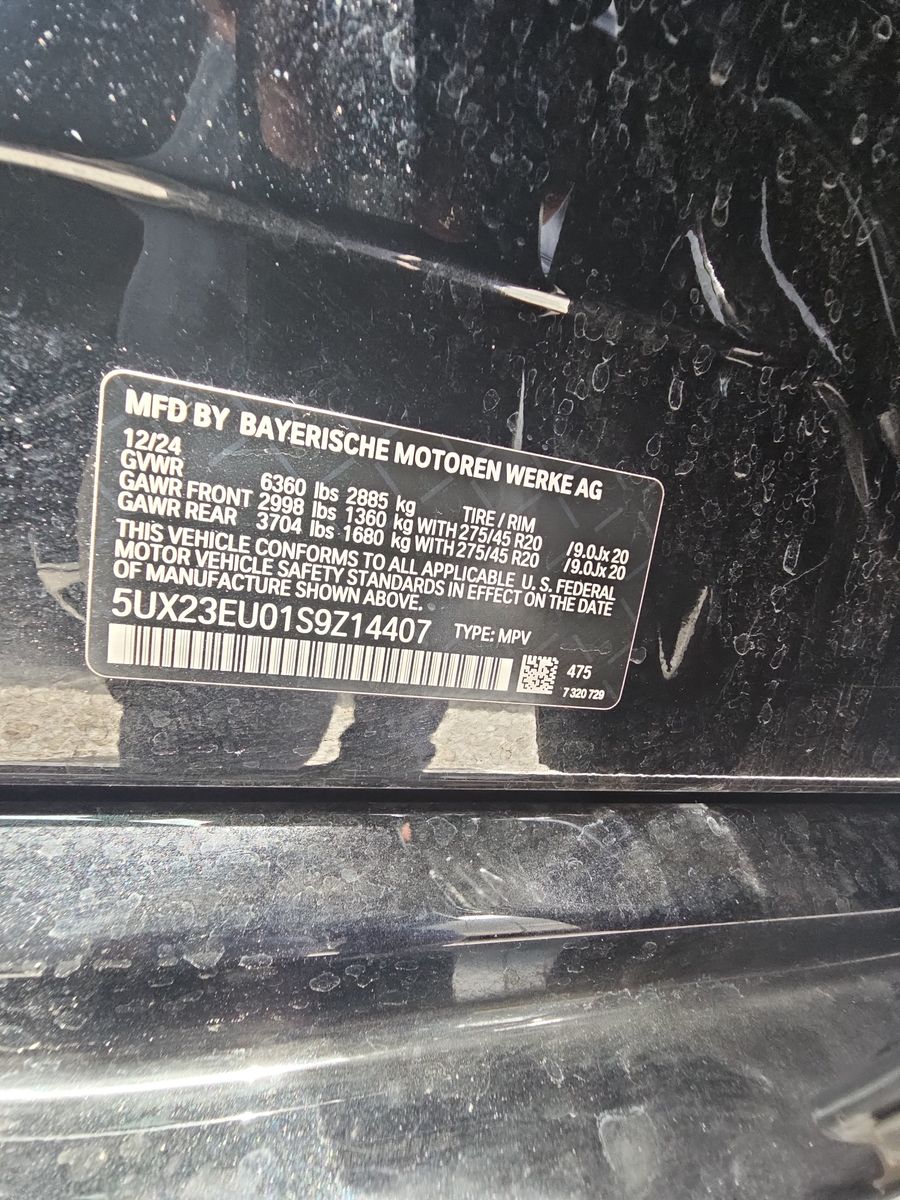 MFD BY BAYERISCHE MOTOREN WERKE AG
12/24
GVWR 6360 lbs 2885 kg TIRE / RIM
GAWR FRONT 2998 lbs 1360 kg WITH 275/45 R20 /9.0Jx 20
GAWR REAR 3704 lbs 1680 kg WITH 275/45 R20 /9.0Jx 20
THIS VEHICLE CONFORMS TO ALL APPLICABLE U.S. FEDERAL
MOTOR VEHICLE SAFETY STANDARDS IN EFFECT ON THE DATE
OF MANUFACTURE SHOWN ABOVE.
5UX23EU01S9Z14407 TYPE: MPV
475
7 320 729